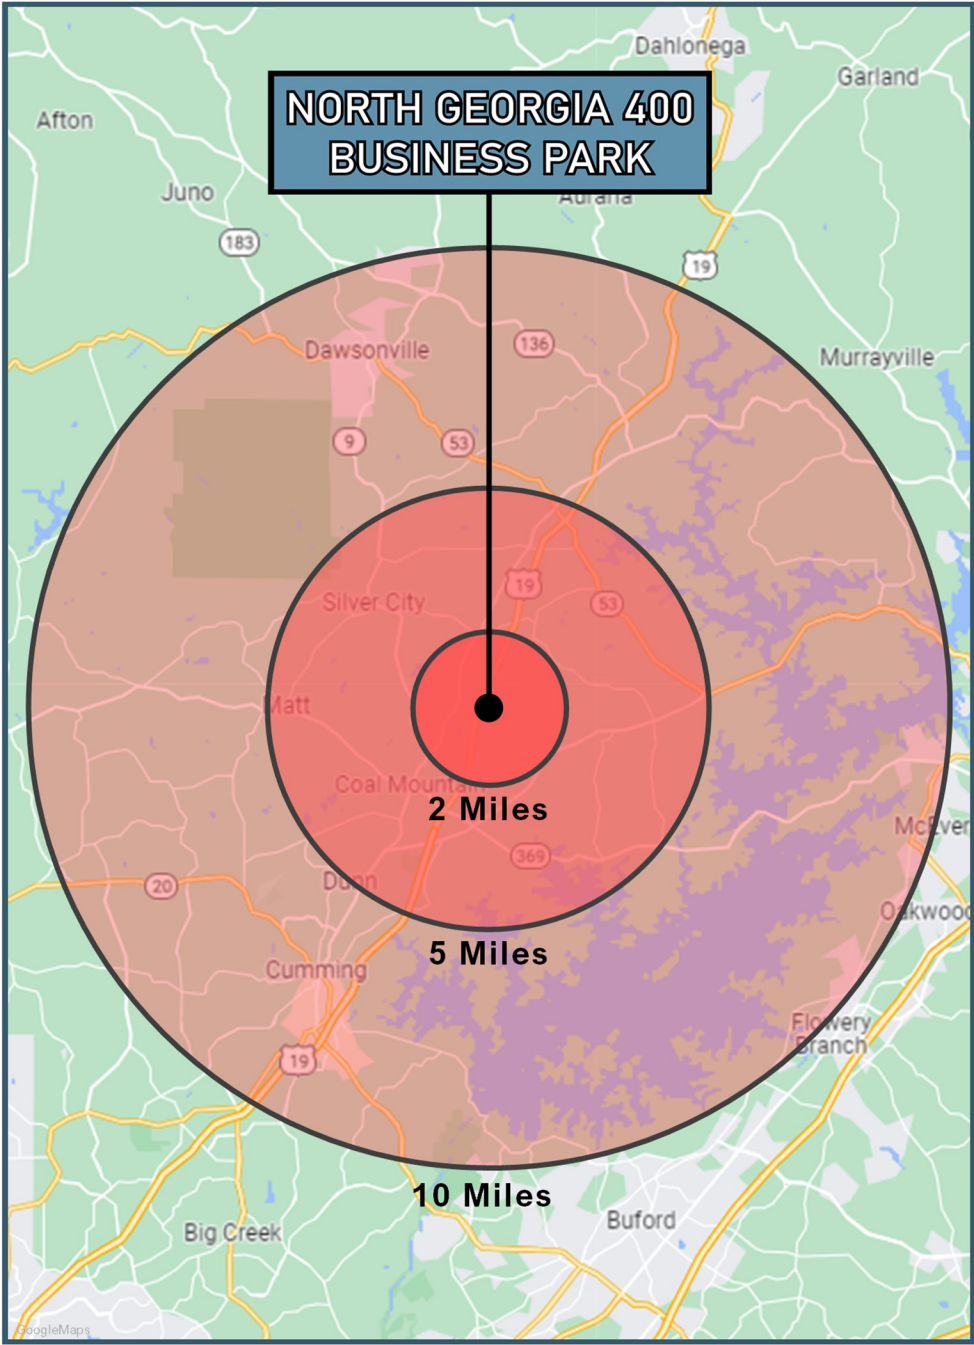 Dahlonega
Garland
NORTH GEORGIA 400
BUSINESS PARK
Afton
Juno
Auraria
183
19
136
Dawsonville
Murrayville
9
53
19
Silver City
53
Matt
Coal Mountain
2 Miles
McEver
369
20
Dunn
Oakwood
5 Miles
Cumming
Flowery
Branch
19
10 Miles
Buford
Big Creek
GoogleMaps